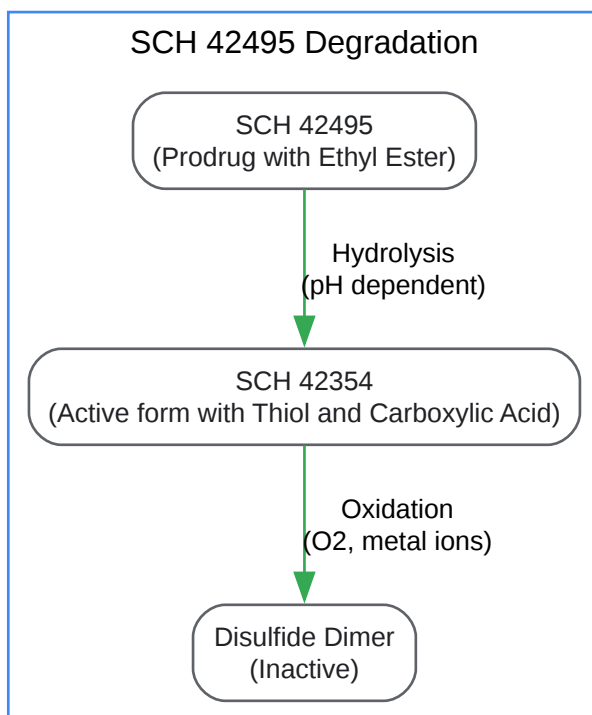 SCH 42495 Degradation
SCH 42495
(Prodrug with Ethyl Ester)
Hydrolysis
(pH dependent)
SCH 42354
(Active form with Thiol and Carboxylic Acid)
Oxidation
(O2, metal ions)
Disulfide Dimer
(Inactive)